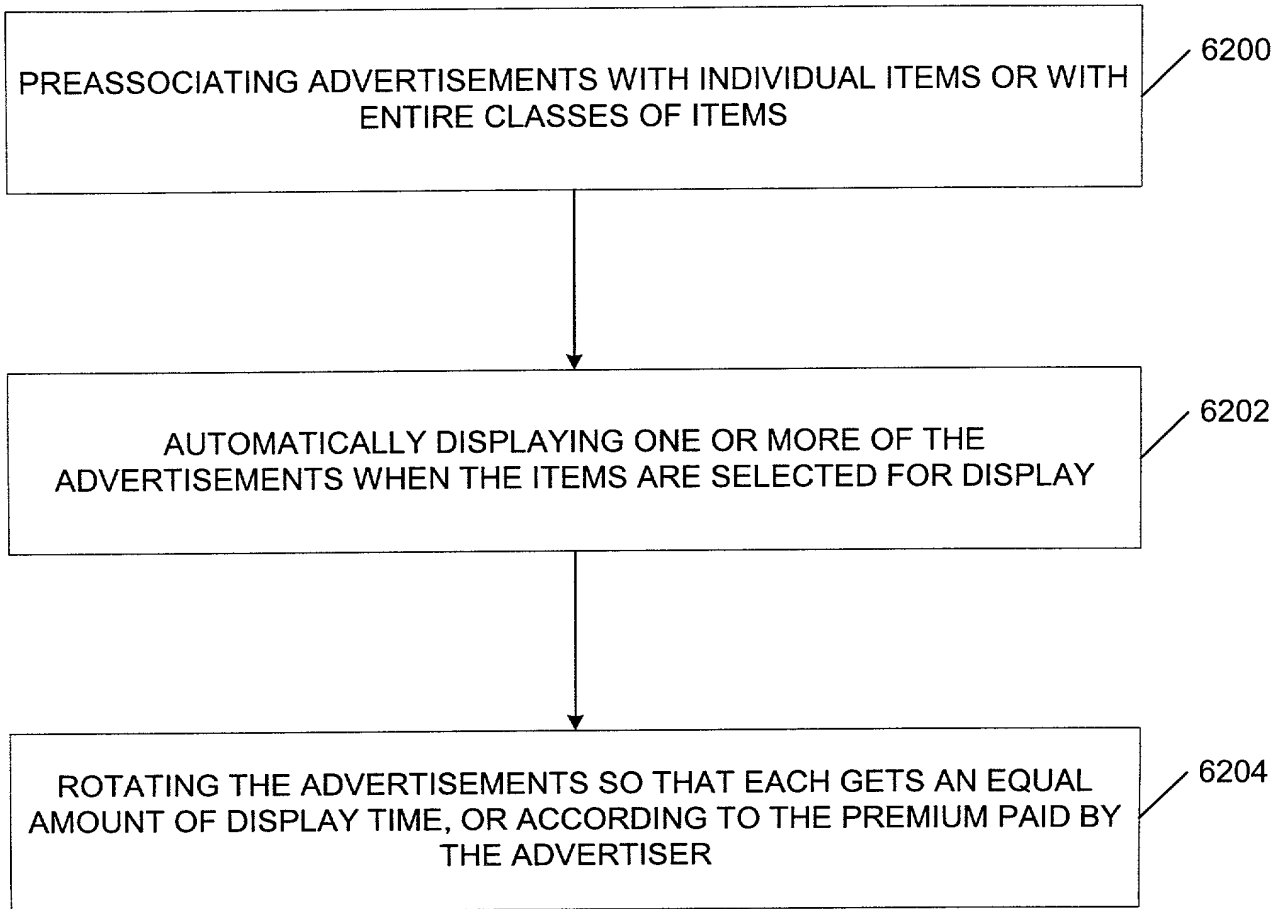 PREASSOCIATING ADVERTISEMENTS WITH INDIVIDUAL ITEMS OR WITH
ENTIRE CLASSES OF ITEMS
6200
AUTOMATICALLY DISPLAYING ONE OR MORE OF THE
ADVERTISEMENTS WHEN THE ITEMS ARE SELECTED FOR DISPLAY
6202
ROTATING THE ADVERTISEMENTS SO THAT EACH GETS AN EQUAL
AMOUNT OF DISPLAY TIME, OR ACCORDING TO THE PREMIUM PAID BY
THE ADVERTISER
6204